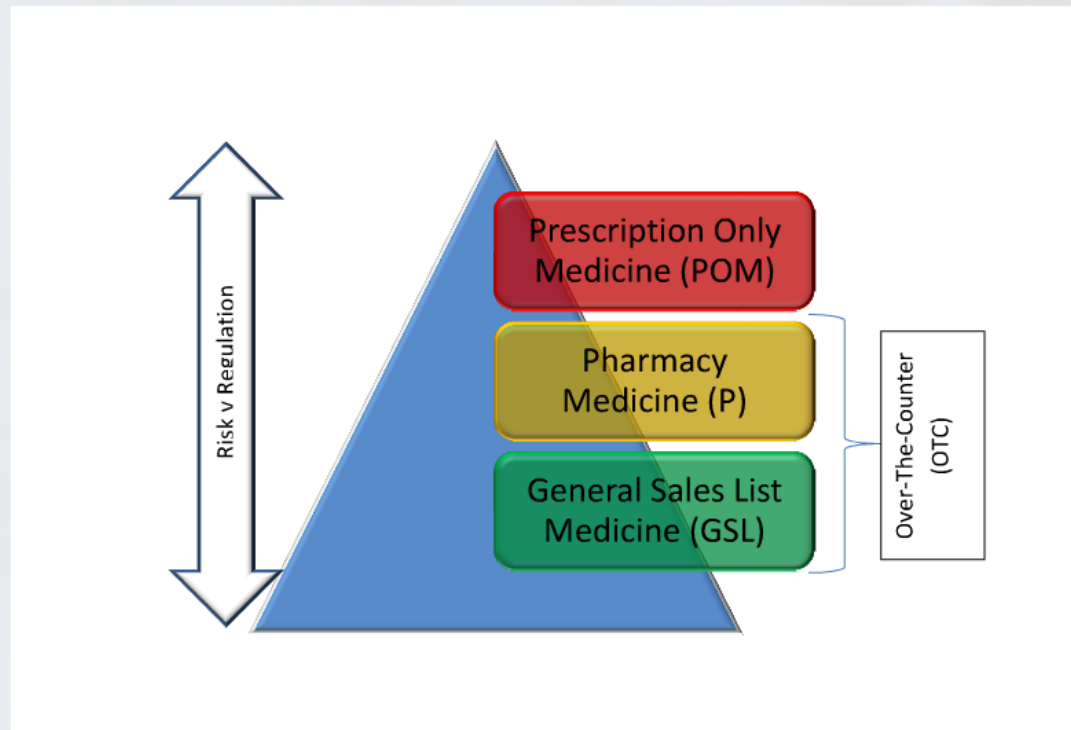 Risk v Regulation
Prescription Only
Medicine (POM)
Pharmacy
Medicine (P)
General Sales List
Medicine (GSL)
Over-The-Counter
(OTC)